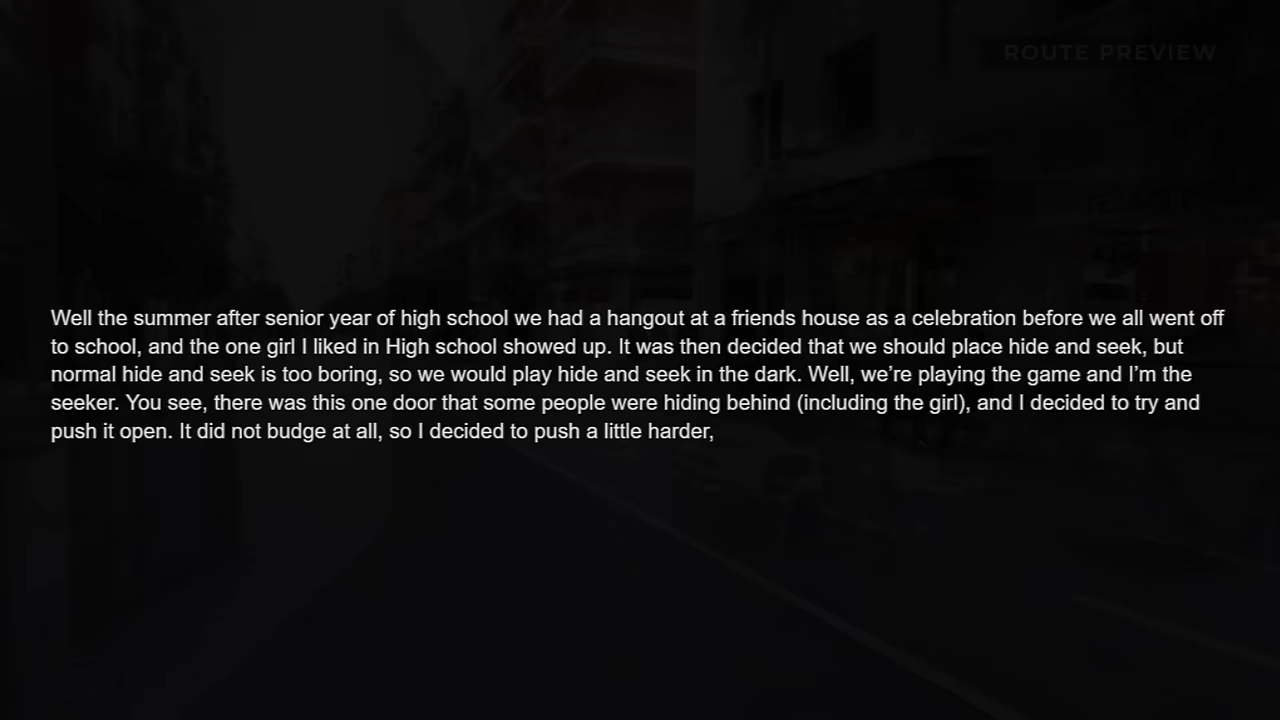 ROUTE PREVIEW
Well the summer after senior year of high school we had a hangout at a friends house as a celebration before we all went off
to school, and the one girl I liked in High school showed up. It was then decided that we should place hide and seek, but
normal hide and seek is too boring, so we would play hide and seek in the dark. Well, we’re playing the game and I’m the
seeker. You see, there was this one door that some people were hiding behind (including the girl), and I decided to try and
push it open. It did not budge at all, so I decided to push a little harder,